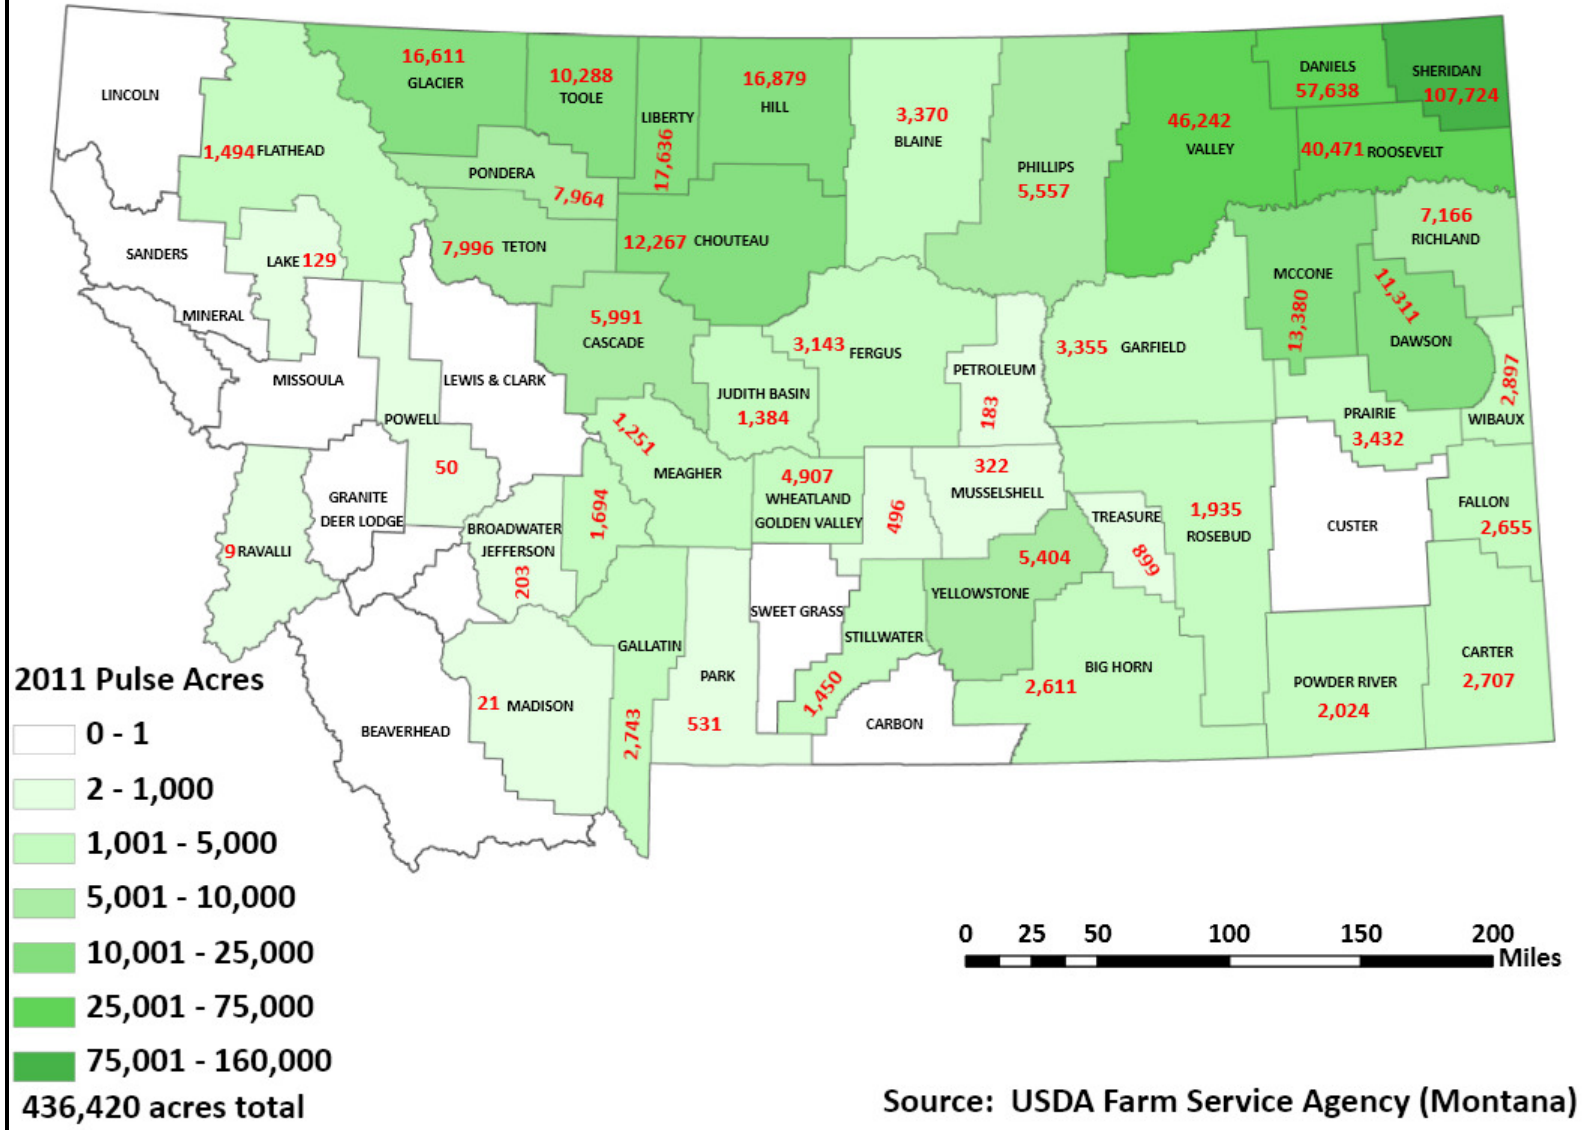 16,611
GLACIER
10,288
TOOLE
LIBERTY
17,636
16,879
HILL
3,370
BLAINE
PHILLIPS
5,557
46,242
VALLEY
DANIELS
57,638
SHERIDAN
107,724
40,471 ROOSEVELT
LINCOLN
1,494 FLATHEAD
PONDERA
7,964
7,996 TETON
12,267 CHOUTEAU
7,166
RICHLAND
SANDERS
LAKE 129
MCCONE
13,380
11,311
DAWSON
MINERAL
5,991
CASCADE
3,143 FERGUS
3,355 GARFIELD
2,897
WIBAUX
MISSOULA
LEWIS & CLARK
JUDITH BASIN
1,384
PETROLEUM
183
PRAIRIE
3,432
POWELL
50
1,251
MEAGHER
4,907
WHEATLAND
GOLDEN VALLEY
496
322
MUSSELSHELL
GRANITE
DEER LODGE
BROADWATER
JEFFERSON
203
1,694
TREASURE
899
1,935
ROSEBUD
CUSTER
FALLON
2,655
9 RAVALLI
5,404
YELLOWSTONE
SWEET GRASS
STILLWATER
1,450
GALLATIN
2,743
PARK
531
BIG HORN
2,611
POWDER RIVER
2,024
CARTER
2,707
21 MADISON
BEAVERHEAD
CARBON
2011 Pulse Acres
0 - 1
2 - 1,000
1,001 - 5,000
5,001 - 10,000
10,001 - 25,000
25,001 - 75,000
75,001 - 160,000
436,420 acres total
0 25 50 100 150 200
Miles
Source: USDA Farm Service Agency (Montana)